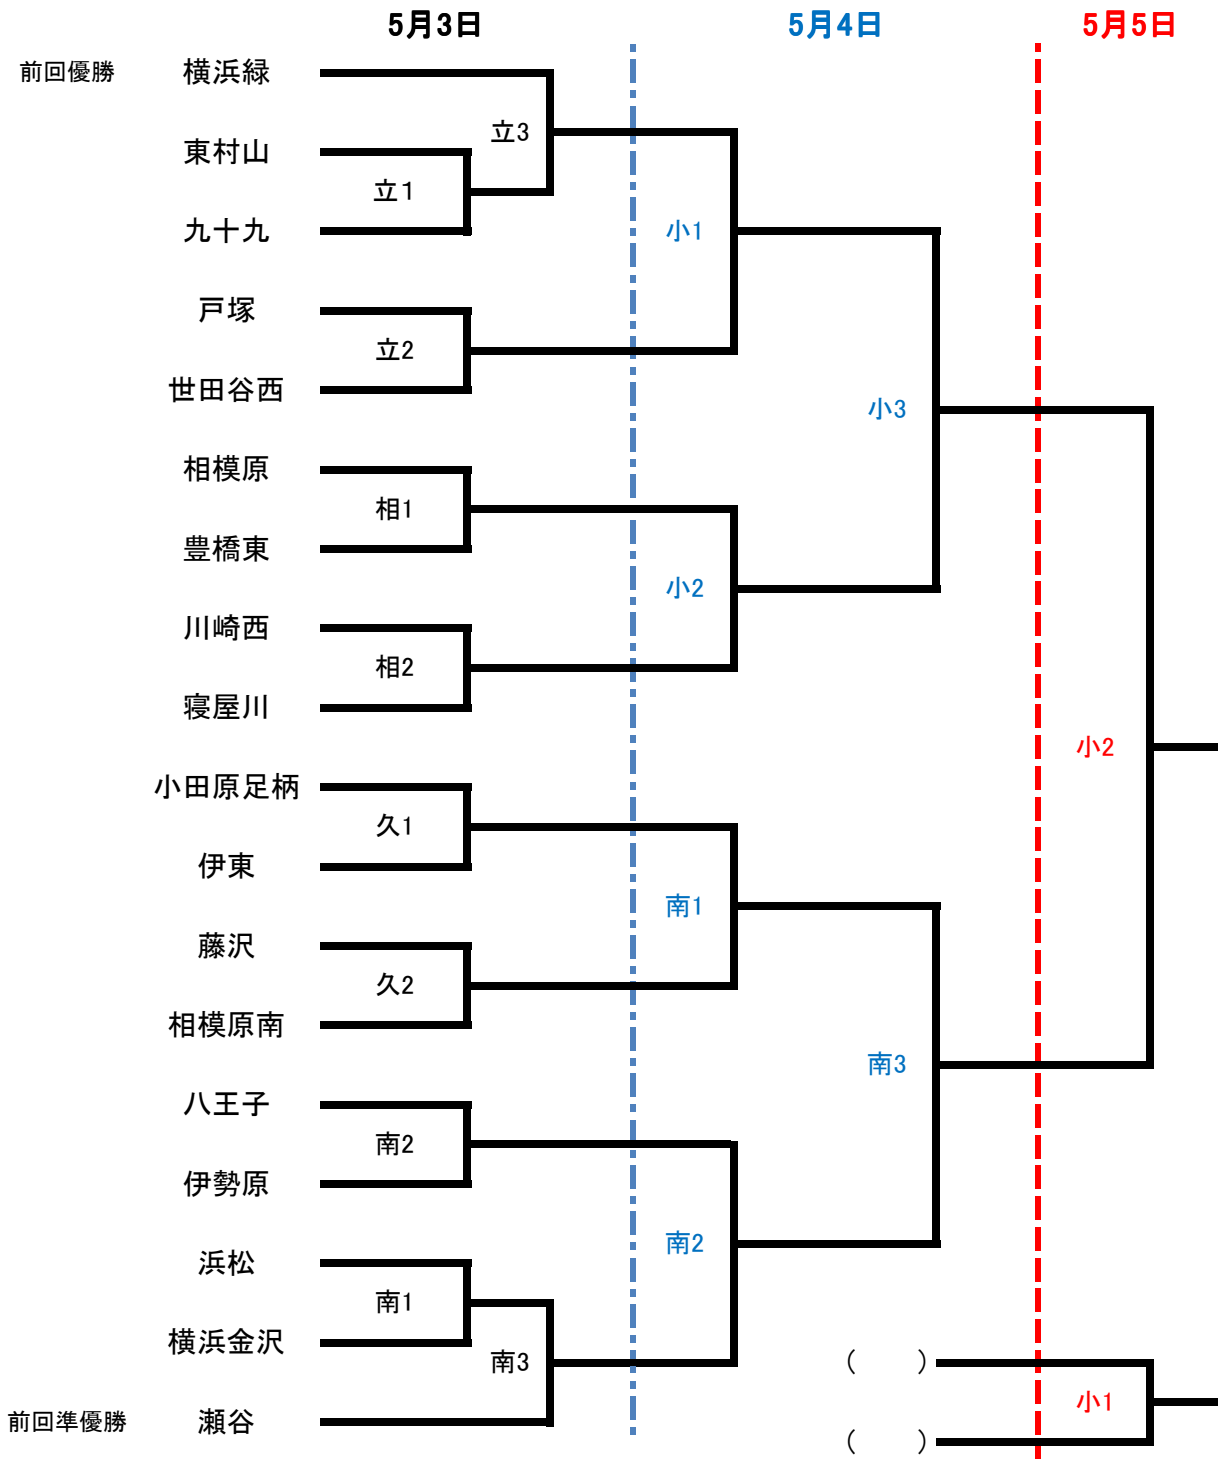 5月3日 5月4日 5月5日
前回優勝 横浜緑
立3
東村山
立1
九十九
小1
戸塚
立2
世田谷西
小3
相模原
相1
豊橋東
小2
川崎西
相2
寝屋川
小2
小田原足柄
久1
伊東
南1
藤沢
久2
相模原南
南3
八王子
南2
伊勢原
南2
浜松
南1
横浜金沢
南3
( )
小1
前回準優勝 瀬谷
( )